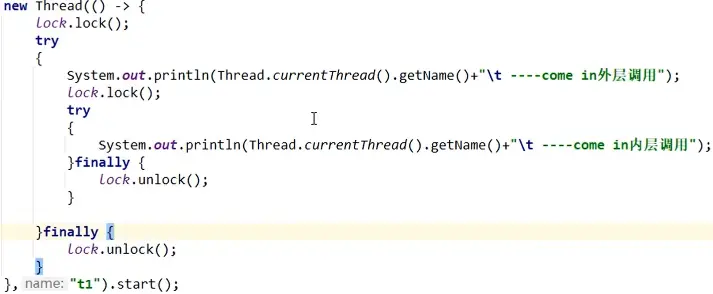 new Thread(() -> {
    lock.lock();
    try
    {
        System.out.println(Thread.currentThread().getName()+"\t ----come in外层调用");
        lock.lock();
        try
        {
            System.out.println(Thread.currentThread().getName()+"\t ----come in内层调用");
        }finally {
            lock.unlock();
        }

    }finally {
        lock.unlock();
    }
}, name: "t1").start();